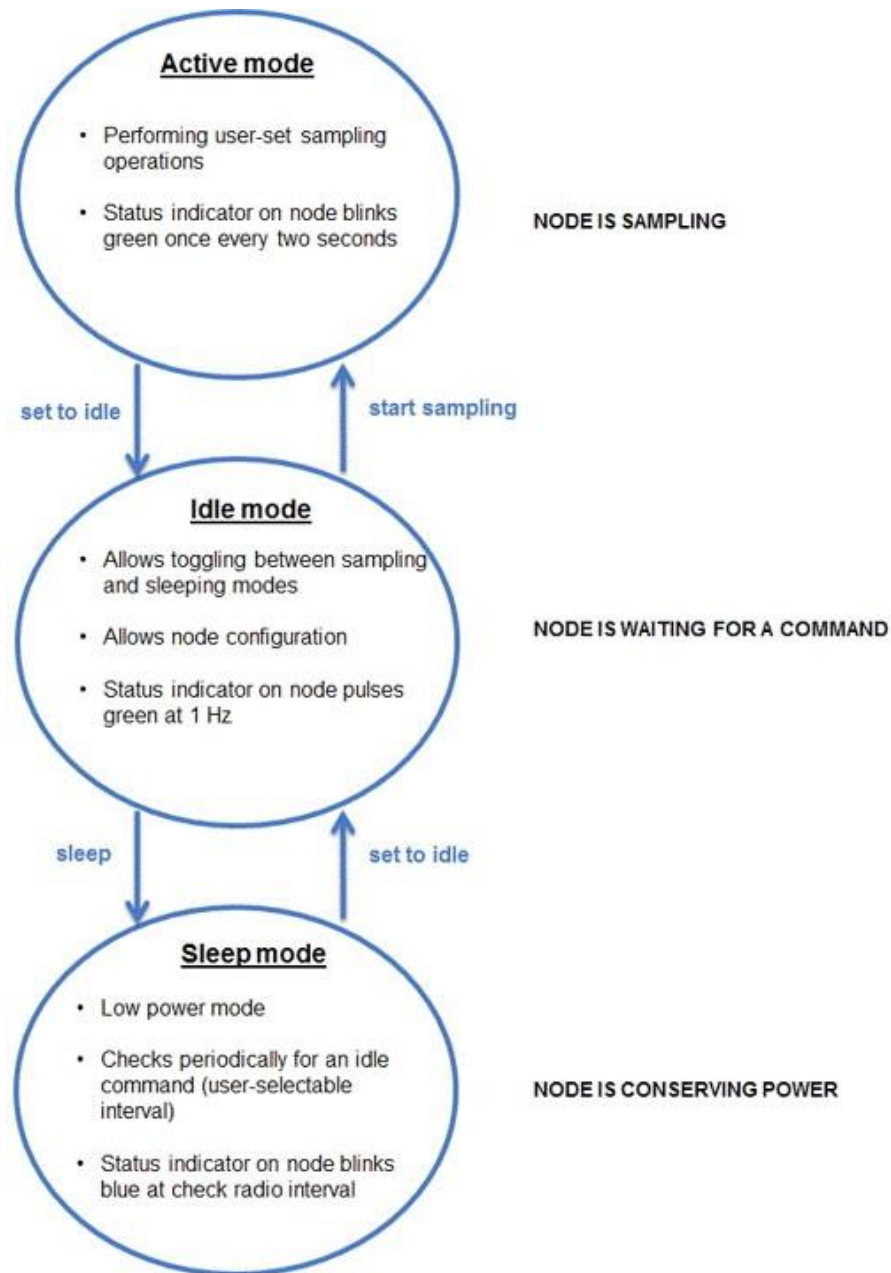 Active mode
• Performing user-set sampling
operations
• Status indicator on node blinks
green once every two seconds
NODE IS SAMPLING
set to idle
start sampling
Idle mode
• Allows toggling between sampling
and sleeping modes
• Allows node configuration
• Status indicator on node pulses
green at 1 Hz
NODE IS WAITING FOR A COMMAND
sleep
set to idle
Sleep mode
• Low power mode
• Checks periodically for an idle
command (user-selectable
interval)
• Status indicator on node blinks
blue at check radio interval
NODE IS CONSERVING POWER